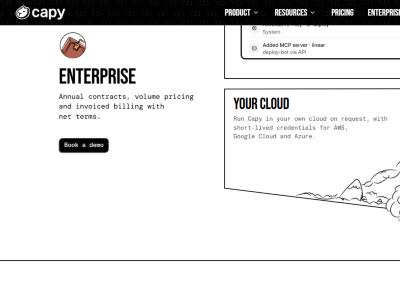 capy
PRODUCT
RESOURCES
PRICING
ENTERPRISE
System
Added MCP server · linear
deploy-bot via API
ENTERPRISE
Annual contracts, volume pricing
and invoiced billing with
net terms.
Book a demo
YOUR CLOUD
Run Capy in your own cloud on request, with
short-lived credentials for AWS,
Google Cloud and Azure.